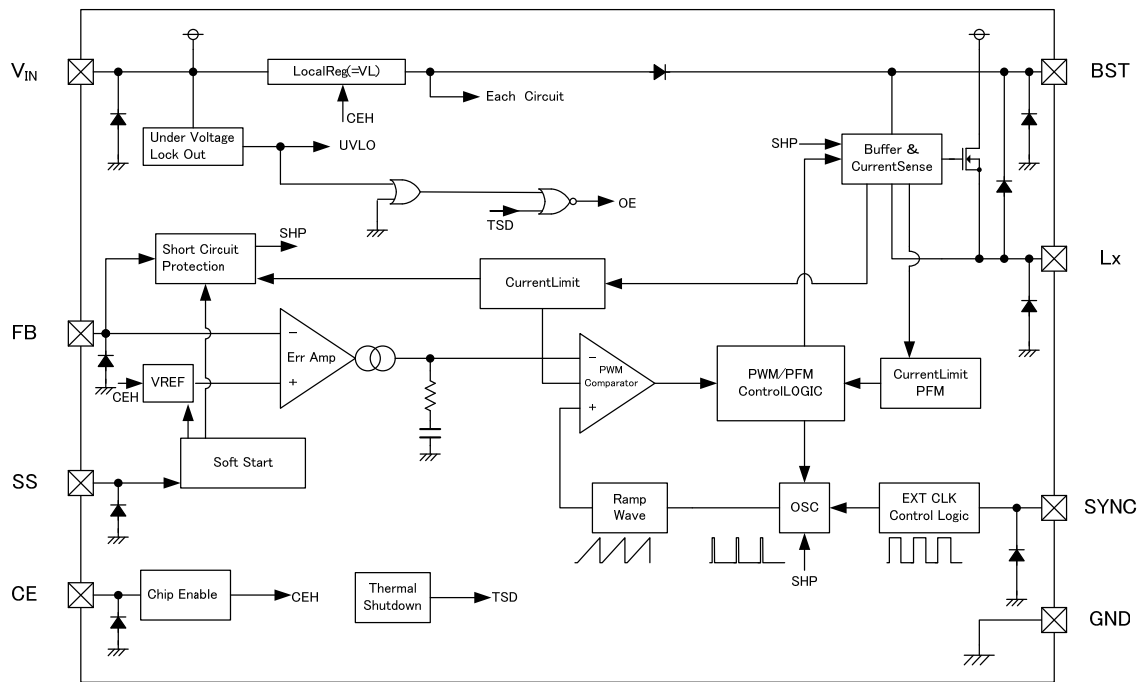 VIN
LocalReg(=VL)
BST
Each Circuit
CEH
Under Voltage
Lock Out
UVLO
SHP
Buffer &
CurrentSense
OE
TSD
SHP
Short Circuit
Protection
CurrentLimit
Lx
FB
−
Err Amp
+
−
PWM
Comparator
+
PWM/PFM
ControlLOGIC
CurrentLimit
PFM
CEH
VREF
Soft Start
SS
Ramp
Wave
OSC
EXT CLK
Control Logic
SYNC
SHP
CE
Chip Enable
CEH
Thermal
Shutdown
TSD
GND